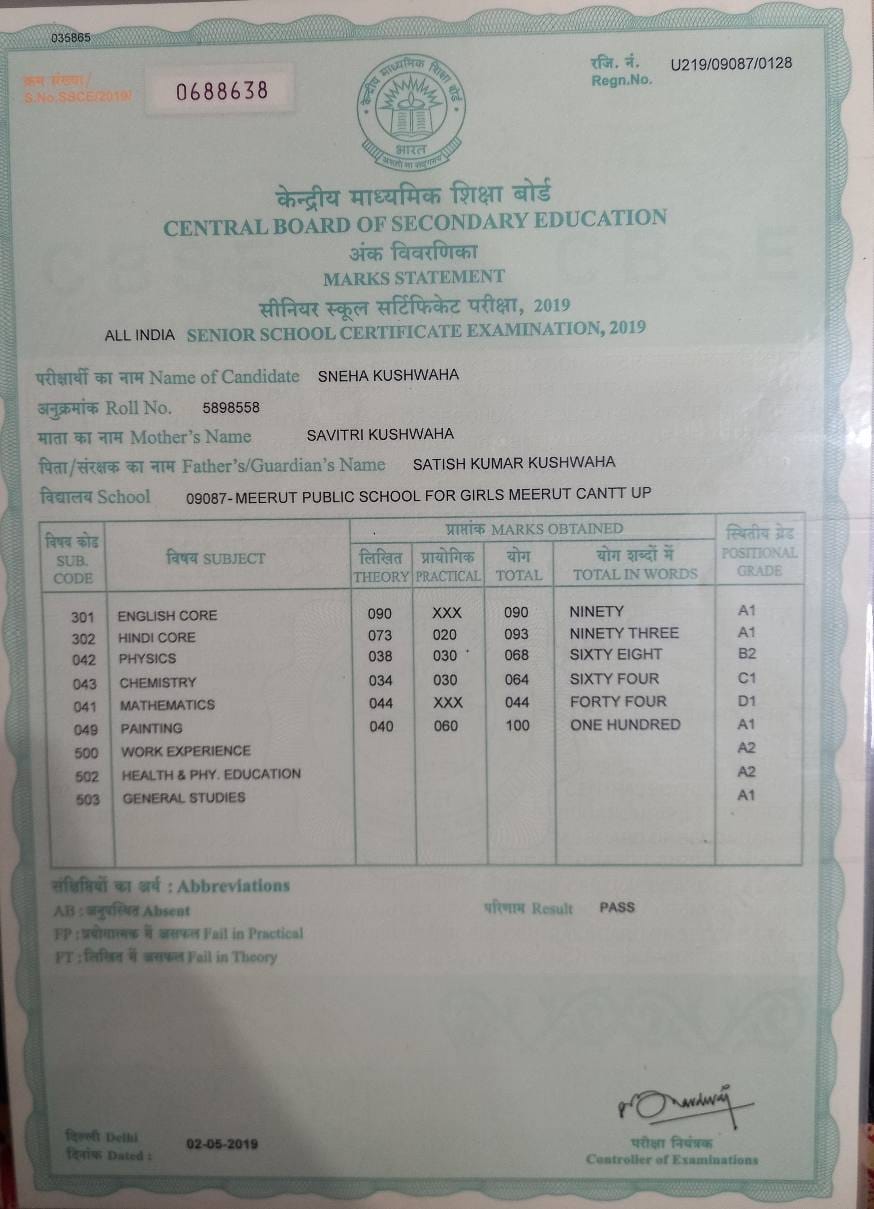 035865
क्रम संख्या/
S.No.SSCE/2019/
0688638
रजि. नं.
Regn.No. U219/09087/0128
केन्द्रीय माध्यमिक शिक्षा बोर्ड
भारत
असतो मा सद्गमय
केन्द्रीय माध्यमिक शिक्षा बोर्ड
CENTRAL BOARD OF SECONDARY EDUCATION
अंक विवरणिका
MARKS STATEMENT
सीनियर स्कूल सर्टिफिकेट परीक्षा, 2019
ALL INDIA SENIOR SCHOOL CERTIFICATE EXAMINATION, 2019
परीक्षार्थी का नाम Name of Candidate SNEHA KUSHWAHA
अनुक्रमांक Roll No. 5898558
माता का नाम Mother's Name SAVITRI KUSHWAHA
पिता/संरक्षक का नाम Father's/Guardian's Name SATISH KUMAR KUSHWAHA
विद्यालय School 09087-MEERUT PUBLIC SCHOOL FOR GIRLS MEERUT CANTT UP
विषय कोड SUB. CODE विषय SUBJECT प्राप्तांक MARKS OBTAINED स्थितीय ग्रेड POSITIONAL GRADE
लिखित THEORY प्रायोगिक PRACTICAL योग TOTAL योग शब्दों में TOTAL IN WORDS
301 ENGLISH CORE 090 XXX 090 NINETY A1
302 HINDI CORE 073 020 093 NINETY THREE A1
042 PHYSICS 038 030 068 SIXTY EIGHT B2
043 CHEMISTRY 034 030 064 SIXTY FOUR C1
041 MATHEMATICS 044 XXX 044 FORTY FOUR D1
049 PAINTING 040 060 100 ONE HUNDRED A1
500 WORK EXPERIENCE A2
502 HEALTH & PHY. EDUCATION A2
503 GENERAL STUDIES A1
संक्षिप्तियों का अर्थ : Abbreviations
AB : अनुपस्थित Absent
परिणाम Result PASS
FP : प्रयोगात्मक में असफल Fail in Practical
FT : लिखित में असफल Fail in Theory
दिल्ली Delhi
दिनांक Dated : 02-05-2019
परीक्षा नियंत्रक
Controller of Examinations